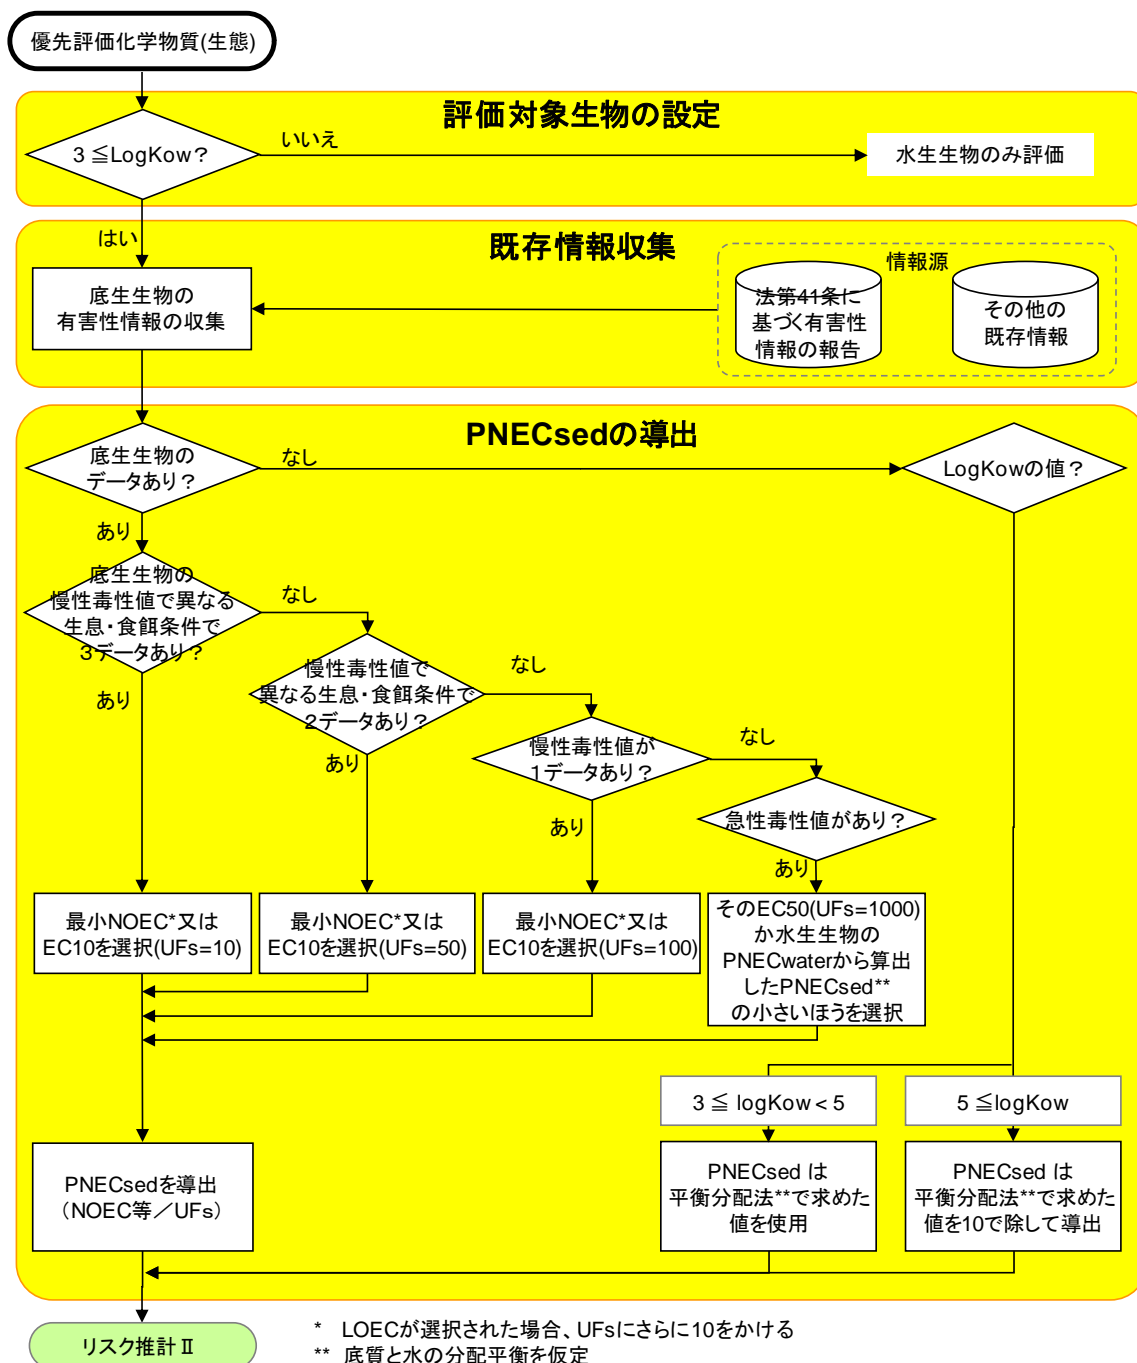 優先評価化学物質(生態)
評価対象生物の設定
3 ≦LogKow？
いいえ
水生生物のみ評価
はい
既存情報収集
底生生物の
有害性情報の収集
情報源
法第41条に
基づく有害性
情報の報告
その他の
既存情報
PNECsedの導出
底生生物の
データあり？
なし
LogKowの値？
あり
底生生物の
慢性毒性値で異なる
生息・食餌条件で
3データあり？
なし
あり
慢性毒性値で
異なる生息・食餌条件で
２データあり？
なし
あり
慢性毒性値が
１データあり？
なし
あり
急性毒性値があり？
あり
最小NOEC*又は
EC10を選択(UFs=10)
最小NOEC*又は
EC10を選択(UFs=50)
最小NOEC*又は
EC10を選択(UFs=100)
そのEC50(UFs=1000)
か水生生物の
PNECwaterから算出
したPNECsed**
の小さいほうを選択
3 ≦ logKow < 5
5 ≦logKow
PNECsedを導出
（NOEC等／UFs）
PNECsed は
平衡分配法**で求めた
値を使用
PNECsed は
平衡分配法**で求めた
値を10で除して導出
リスク推計Ⅱ
* LOECが選択された場合、UFsにさらに10をかける
** 底質と水の分配平衡を仮定